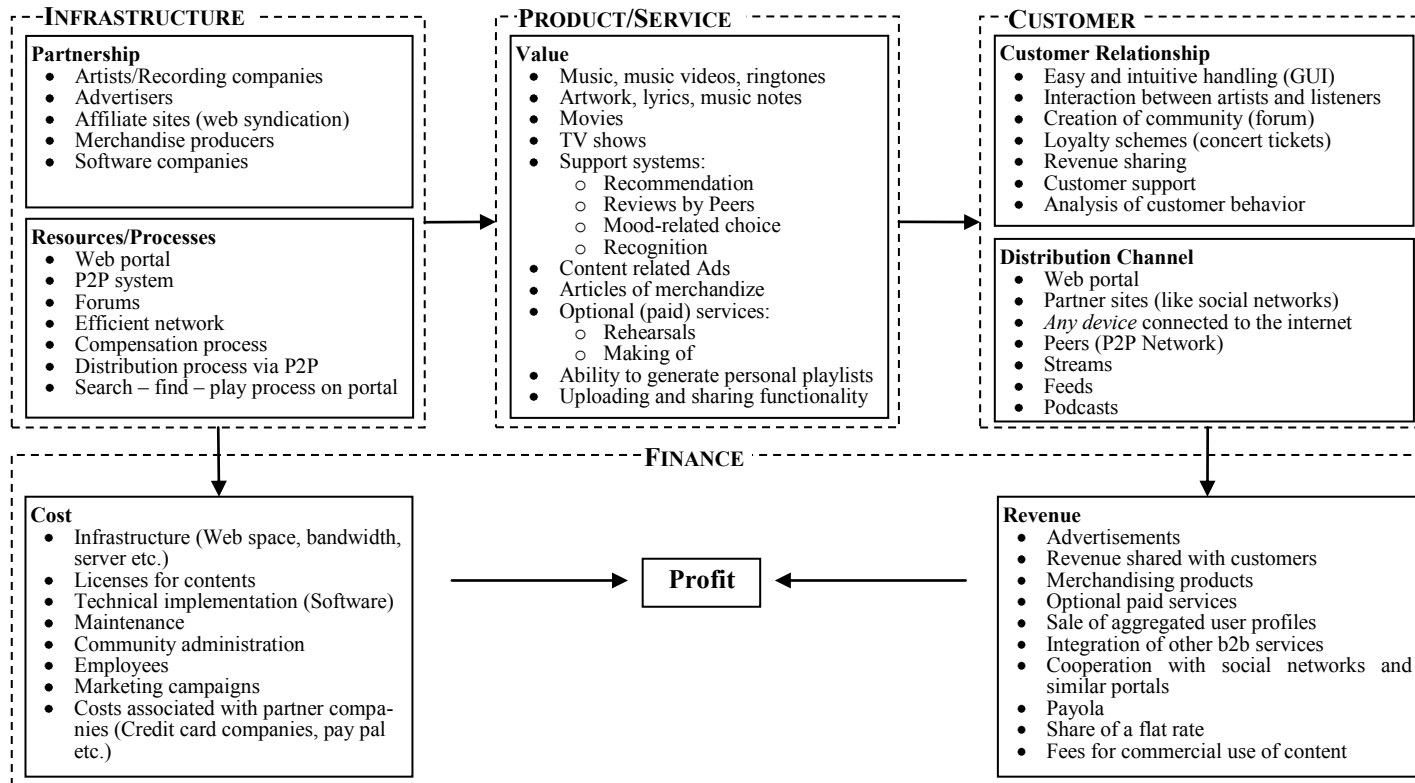 INFRASTRUCTURE
Partnership
• Artists/Recording companies
• Advertisers
• Affiliate sites (web syndication)
• Merchandise producers
• Software companies
Resources/Processes
• Web portal
• P2P system
• Forums
• Efficient network
• Compensation process
• Distribution process via P2P
• Search – find – play process on portal
PRODUCT/SERVICE
Value
• Music, music videos, ringtones
• Artwork, lyrics, music notes
• Movies
• TV shows
• Support systems:
o Recommendation
o Reviews by Peers
o Mood-related choice
o Recognition
• Content related Ads
• Articles of merchandize
• Optional (paid) services:
o Rehearsals
o Making of
• Ability to generate personal playlists
• Uploading and sharing functionality
CUSTOMER
Customer Relationship
• Easy and intuitive handling (GUI)
• Interaction between artists and listeners
• Creation of community (forum)
• Loyalty schemes (concert tickets)
• Revenue sharing
• Customer support
• Analysis of customer behavior
Distribution Channel
• Web portal
• Partner sites (like social networks)
• Any device connected to the internet
• Peers (P2P Network)
• Streams
• Feeds
• Podcasts
FINANCE
Cost
• Infrastructure (Web space, bandwidth,
server etc.)
• Licenses for contents
• Technical implementation (Software)
• Maintenance
• Community administration
• Employees
• Marketing campaigns
• Costs associated with partner compa-
nies (Credit card companies, pay pal
etc.)
Profit
Revenue
• Advertisements
• Revenue shared with customers
• Merchandising products
• Optional paid services
• Sale of aggregated user profiles
• Integration of other b2b services
• Cooperation with social networks and
similar portals
• Payola
• Share of a flat rate
• Fees for commercial use of content